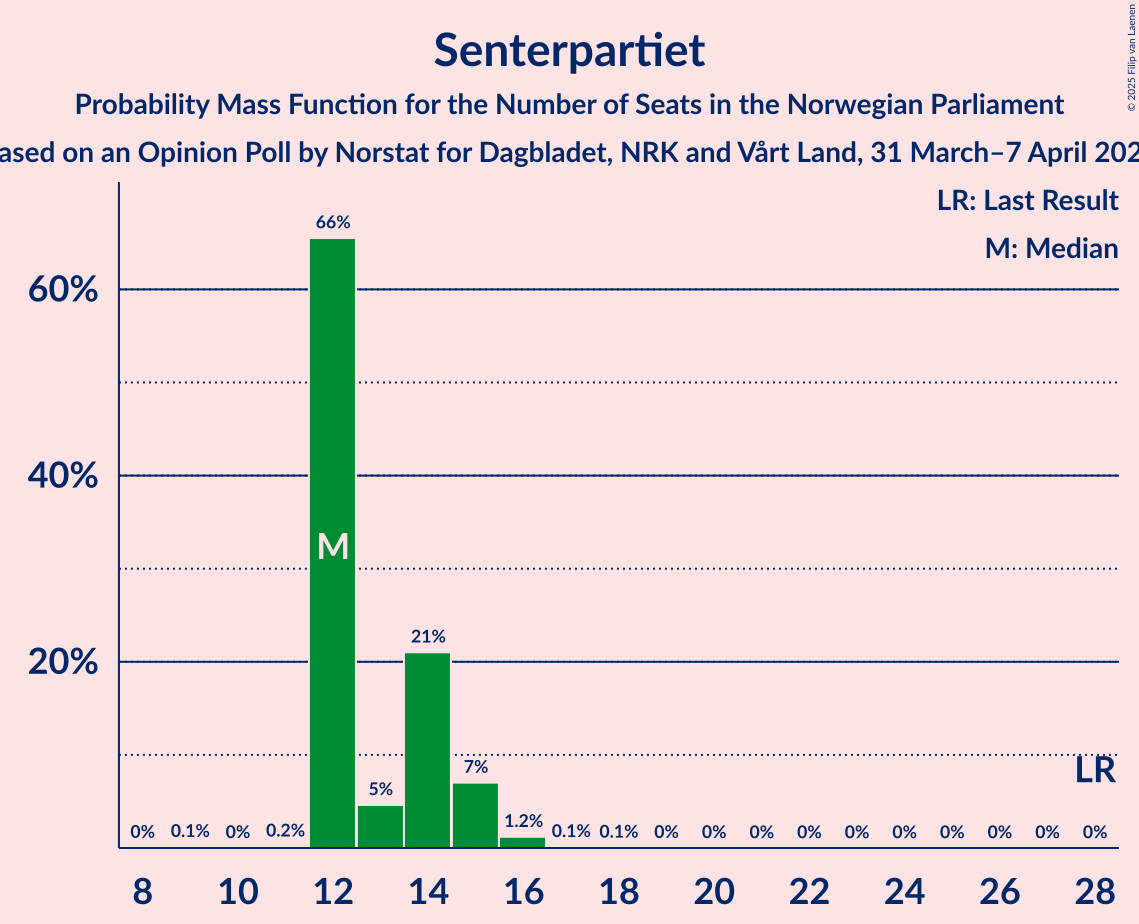 Senterpartiet
Probability Mass Function for the Number of Seats in the Norwegian Parliament
ased on an Opinion Poll by Norstat for Dagbladet, NRK and Vårt Land, 31 March–7 April 202
© 2025 Filip van Laenen
LR: Last Result
M: Median
66%
60%
40%
M
21%
20%
7%
LR
5%
1.2%
0% 0.1% 0% 0.2% 0.1% 0.1% 0% 0% 0% 0% 0% 0% 0% 0% 0% 0%
8 10 12 14 16 18 20 22 24 26 28